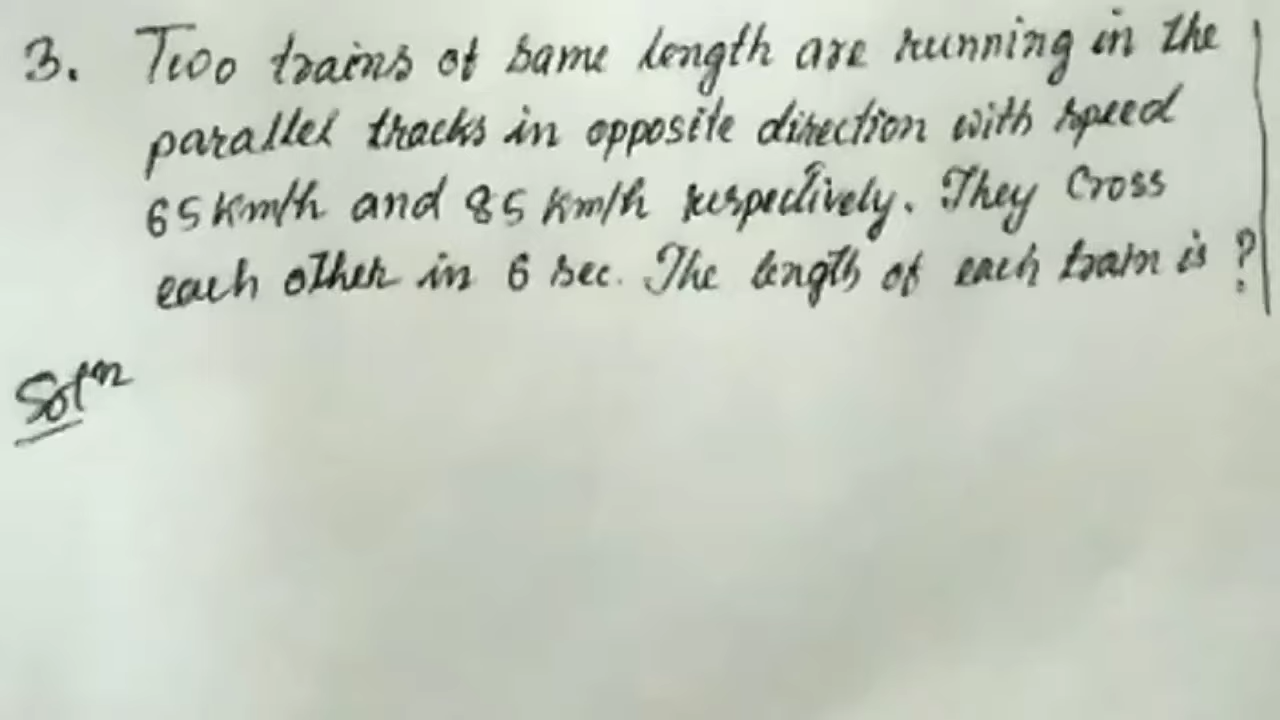 3. Two trains of same length are running in the
parallel tracks in opposite direction with speed
65 Km/h and 85 Km/h respectively. They Cross
each other in 6 sec. The length of each train is ?
Solⁿ